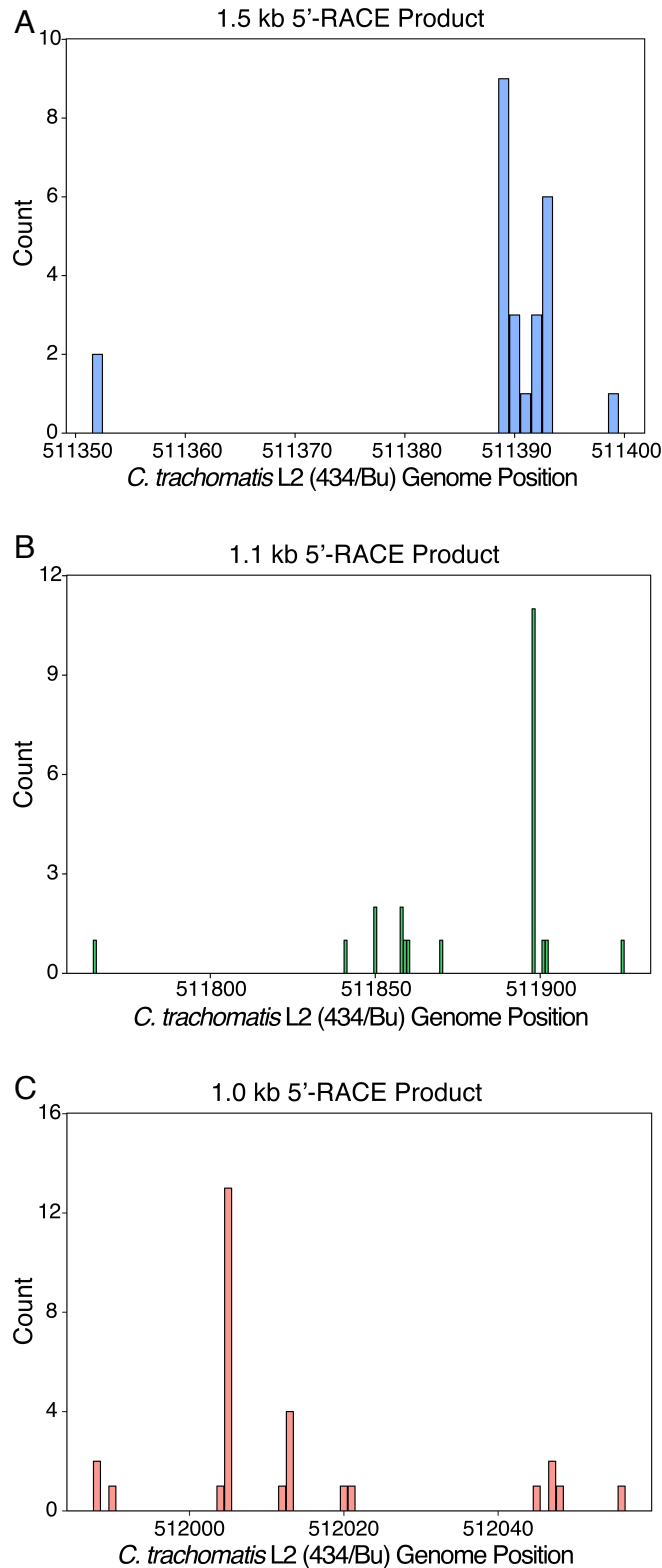 A
1.5 kb 5’-RACE Product
10
8
6
4
2
0
Count
511350 511360 511370 511380 511390 511400
C. trachomatis L2 (434/Bu) Genome Position
B
1.1 kb 5’-RACE Product
12
9
6
3
0
Count
511800 511850 511900
C. trachomatis L2 (434/Bu) Genome Position
C
1.0 kb 5’-RACE Product
16
12
8
4
0
Count
512000 512020 512040
C. trachomatis L2 (434/Bu) Genome Position